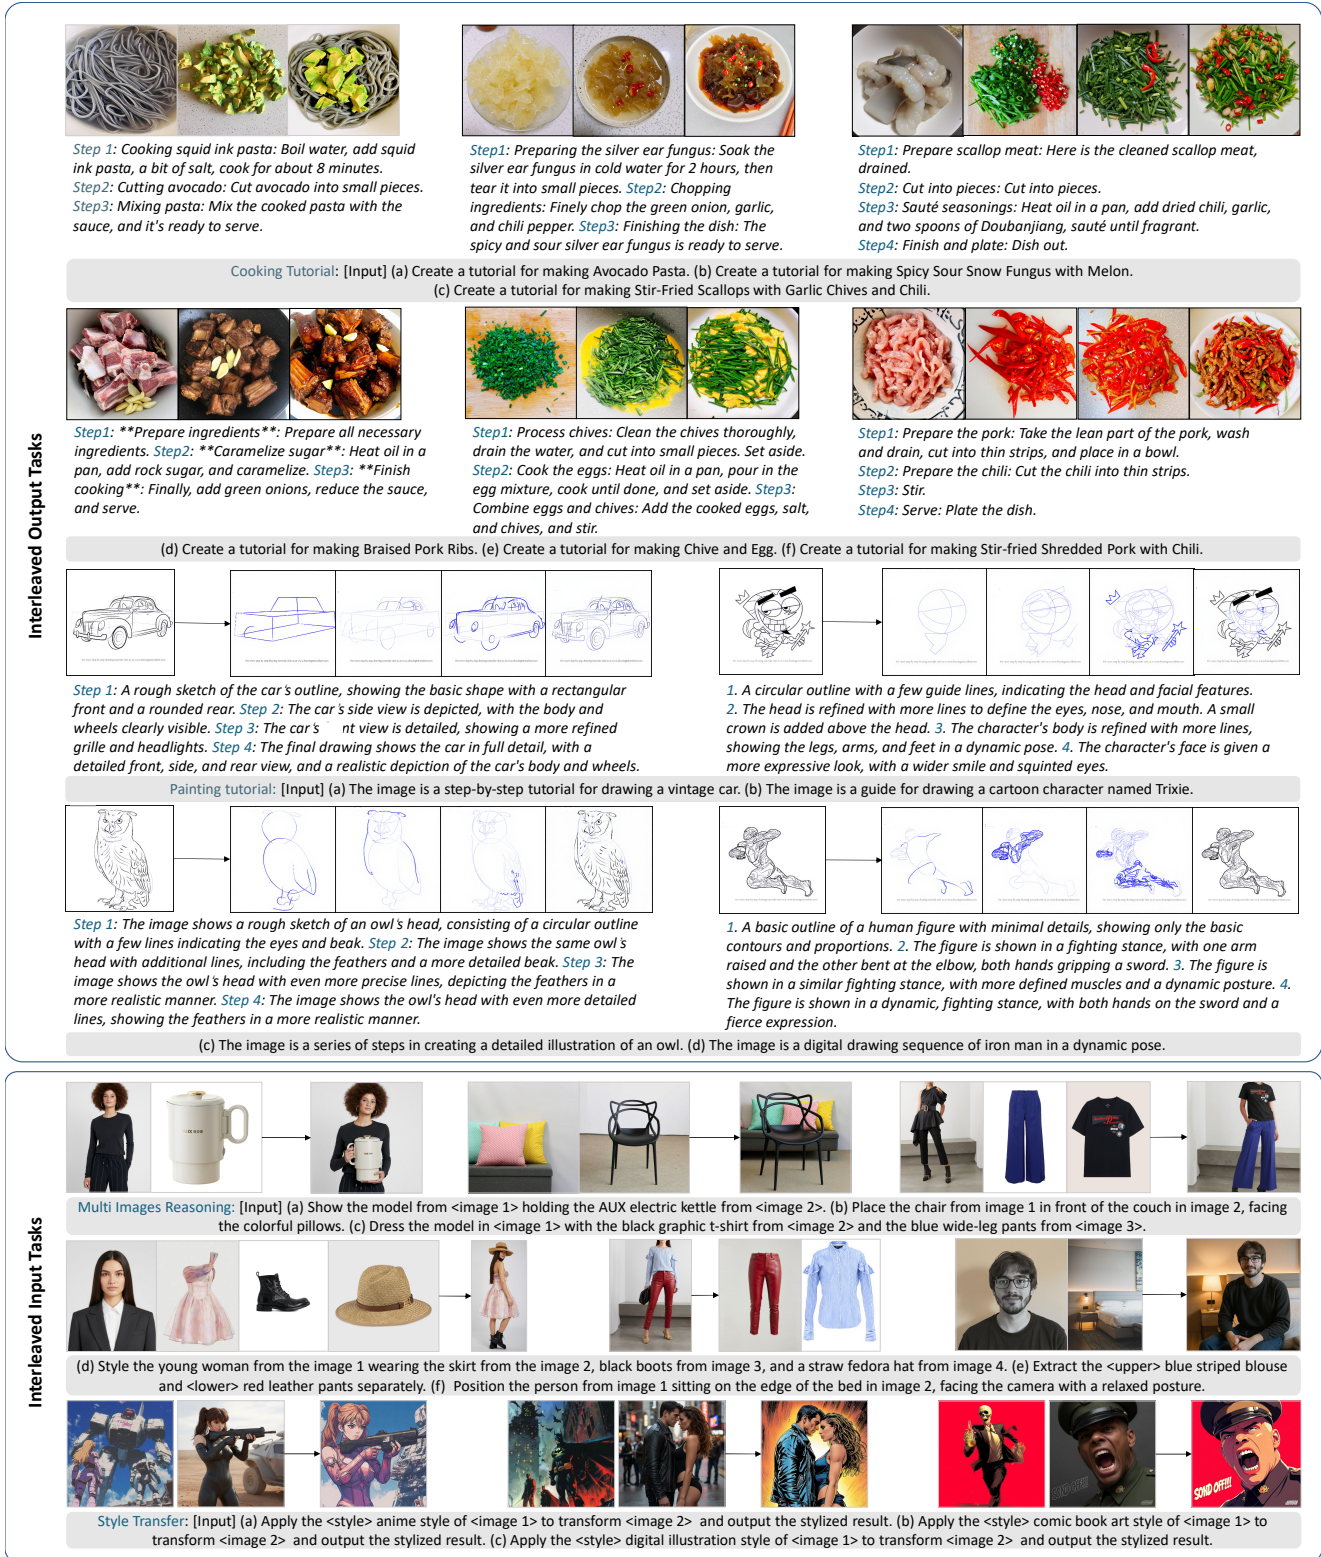 Interleaved Output Tasks
Step 1: Cooking squid ink pasta: Boil water, add squid
ink pasta, a bit of salt, cook for about 8 minutes.
Step2: Cutting avocado: Cut avocado into small pieces.
Step3: Mixing pasta: Mix the cooked pasta with the
sauce, and it's ready to serve.
Step1: Preparing the silver ear fungus: Soak the
silver ear fungus in cold water for 2 hours, then
tear it into small pieces. Step2: Chopping
ingredients: Finely chop the green onion, garlic,
and chili pepper. Step3: Finishing the dish: The
spicy and sour silver ear fungus is ready to serve.
Step1: Prepare scallop meat: Here is the cleaned scallop meat,
drained.
Step2: Cut into pieces: Cut into pieces.
Step3: Sauté seasonings: Heat oil in a pan, add dried chili, garlic,
and two spoons of Doubanjiang, sauté until fragrant.
Step4: Finish and plate: Dish out.
Cooking Tutorial: [Input] (a) Create a tutorial for making Avocado Pasta. (b) Create a tutorial for making Spicy Sour Snow Fungus with Melon.
(c) Create a tutorial for making Stir-Fried Scallops with Garlic Chives and Chili.
Step1: **Prepare ingredients**: Prepare all necessary
ingredients. Step2: **Caramelize sugar**: Heat oil in a
pan, add rock sugar, and caramelize. Step3: **Finish
cooking**: Finally, add green onions, reduce the sauce,
and serve.
Step1: Process chives: Clean the chives thoroughly,
drain the water, and cut into small pieces. Set aside.
Step2: Cook the eggs: Heat oil in a pan, pour in the
egg mixture, cook until done, and set aside. Step3:
Combine eggs and chives: Add the cooked eggs, salt,
and chives, and stir.
Step1: Prepare the pork: Take the lean part of the pork, wash
and drain, cut into thin strips, and place in a bowl.
Step2: Prepare the chili: Cut the chili into thin strips.
Step3: Stir.
Step4: Serve: Plate the dish.
(d) Create a tutorial for making Braised Pork Ribs. (e) Create a tutorial for making Chive and Egg. (f) Create a tutorial for making Stir-fried Shredded Pork with Chili.
Step 1: A rough sketch of the car's outline, showing the basic shape with a rectangular
front and a rounded rear. Step 2: The car's side view is depicted, with the body and
wheels clearly visible. Step 3: The car's nt view is detailed, showing a more refined
grille and headlights. Step 4: The final drawing shows the car in full detail, with a
detailed front, side, and rear view, and a realistic depiction of the car's body and wheels.
1. A circular outline with a few guide lines, indicating the head and facial features.
2. The head is refined with more lines to define the eyes, nose, and mouth. A small
crown is added above the head. 3. The character's body is refined with more lines,
showing the legs, arms, and feet in a dynamic pose. 4. The character's face is given a
more expressive look, with a wider smile and squinted eyes.
Painting tutorial: [Input] (a) The image is a step-by-step tutorial for drawing a vintage car. (b) The image is a guide for drawing a cartoon character named Trixie.
Step 1: The image shows a rough sketch of an owl's head, consisting of a circular outline
with a few lines indicating the eyes and beak. Step 2: The image shows the same owl's
head with additional lines, including the feathers and a more detailed beak. Step 3: The
image shows the owl's head with even more precise lines, depicting the feathers in a
more realistic manner. Step 4: The image shows the owl's head with even more detailed
lines, showing the feathers in a more realistic manner.
1. A basic outline of a human figure with minimal details, showing only the basic
contours and proportions. 2. The figure is shown in a fighting stance, with one arm
raised and the other bent at the elbow, both hands gripping a sword. 3. The figure is
shown in a similar fighting stance, with more defined muscles and a dynamic posture. 4.
The figure is shown in a dynamic, fighting stance, with both hands on the sword and a
fierce expression.
(c) The image is a series of steps in creating a detailed illustration of an owl. (d) The image is a digital drawing sequence of iron man in a dynamic pose.
Interleaved Input Tasks
Multi Images Reasoning: [Input] (a) Show the model from <image 1> holding the AUX electric kettle from <image 2>. (b) Place the chair from image 1 in front of the couch in image 2, facing
the colorful pillows. (c) Dress the model in <image 1> with the black graphic t-shirt from <image 2> and the blue wide-leg pants from <image 3>.
(d) Style the young woman from the image 1 wearing the skirt from the image 2, black boots from image 3, and a straw fedora hat from image 4. (e) Extract the <upper> blue striped blouse
and <lower> red leather pants separately. (f) Position the person from image 1 sitting on the edge of the bed in image 2, facing the camera with a relaxed posture.
SOND OFF!!!
SOND OFF!!!
Style Transfer: [Input] (a) Apply the <style> anime style of <image 1> to transform <image 2> and output the stylized result. (b) Apply the <style> comic book art style of <image 1> to
transform <image 2> and output the stylized result. (c) Apply the <style> digital illustration style of <image 1> to transform <image 2> and output the stylized result.